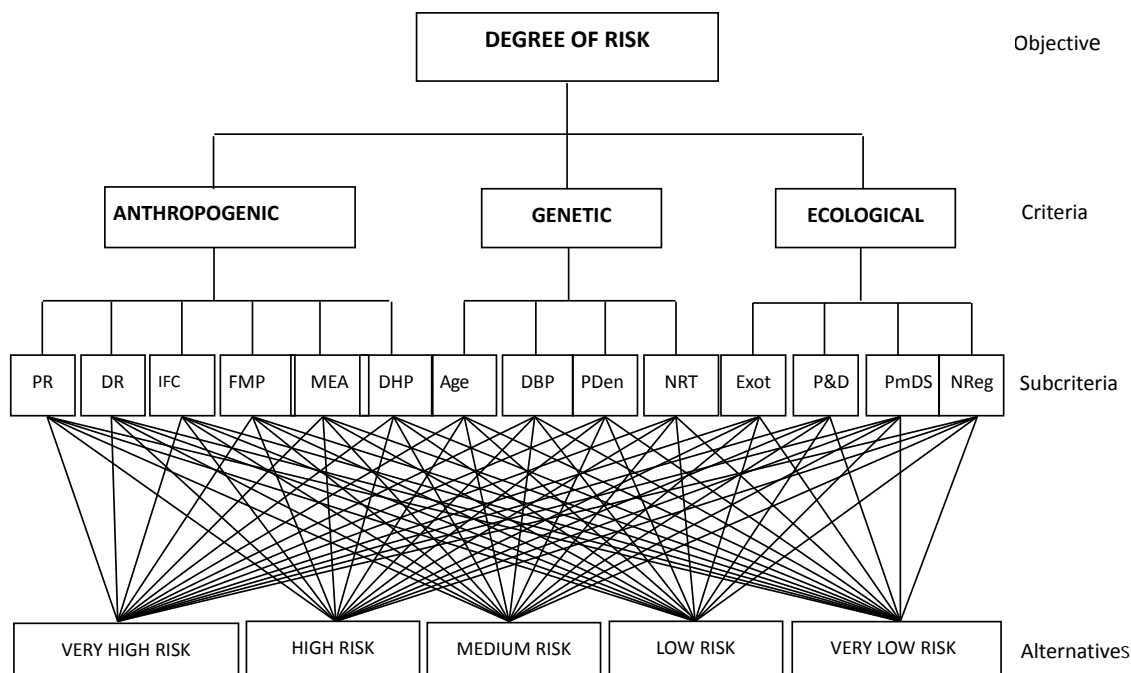 DEGREE OF RISK
Objective
ANTHROPOGENIC
GENETIC
ECOLOGICAL
Criteria
PR
DR
IFC
FMP
MEA
DHP
Age
DBP
PDen
NRT
Exot
P&D
PmDS
NReg
Subcriteria
VERY HIGH RISK
HIGH RISK
MEDIUM RISK
LOW RISK
VERY LOW RISK
Alternatives